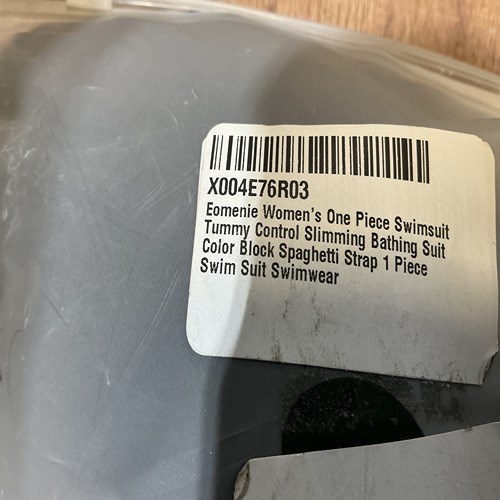 X004E76R03
Eomenie Women's One Piece Swimsuit
Tummy Control Slimming Bathing Suit
Color Block Spaghetti Strap 1 Piece
Swim Suit Swimwear